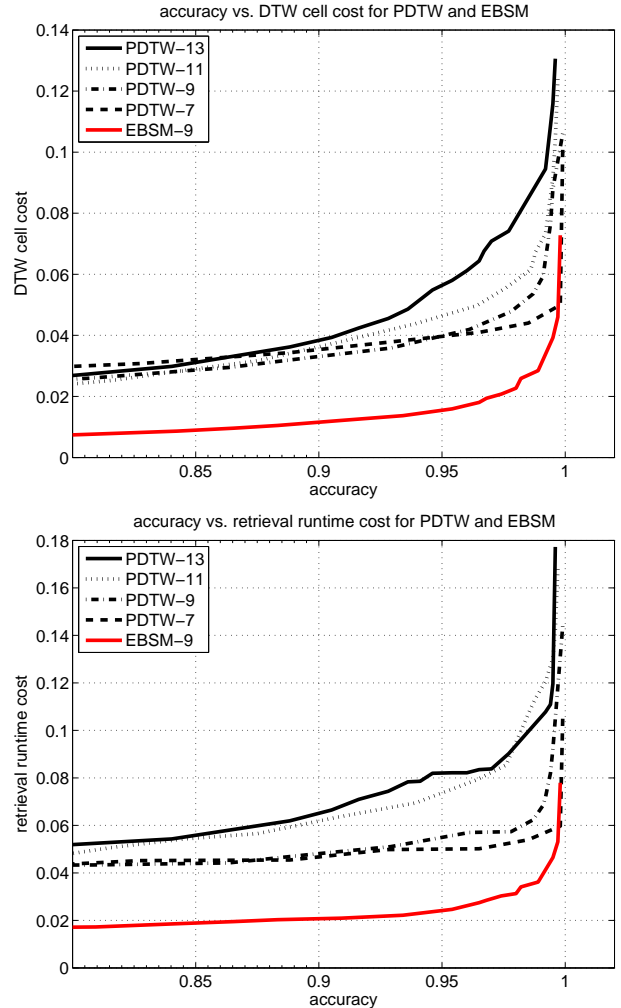 accuracy vs. DTW cell cost for PDTW and EBSM
0.14
0.12
0.1
0.08
0.06
0.04
0.02
0
DTW cell cost
PDTW−13
PDTW−11
PDTW−9
PDTW−7
EBSM−9
0.85 0.9 0.95 1
accuracy
accuracy vs. retrieval runtime cost for PDTW and EBSM
0.18
0.16
0.14
0.12
0.1
0.08
0.06
0.04
0.02
0
retrieval runtime cost
PDTW−13
PDTW−11
PDTW−9
PDTW−7
EBSM−9
0.85 0.9 0.95 1
accuracy